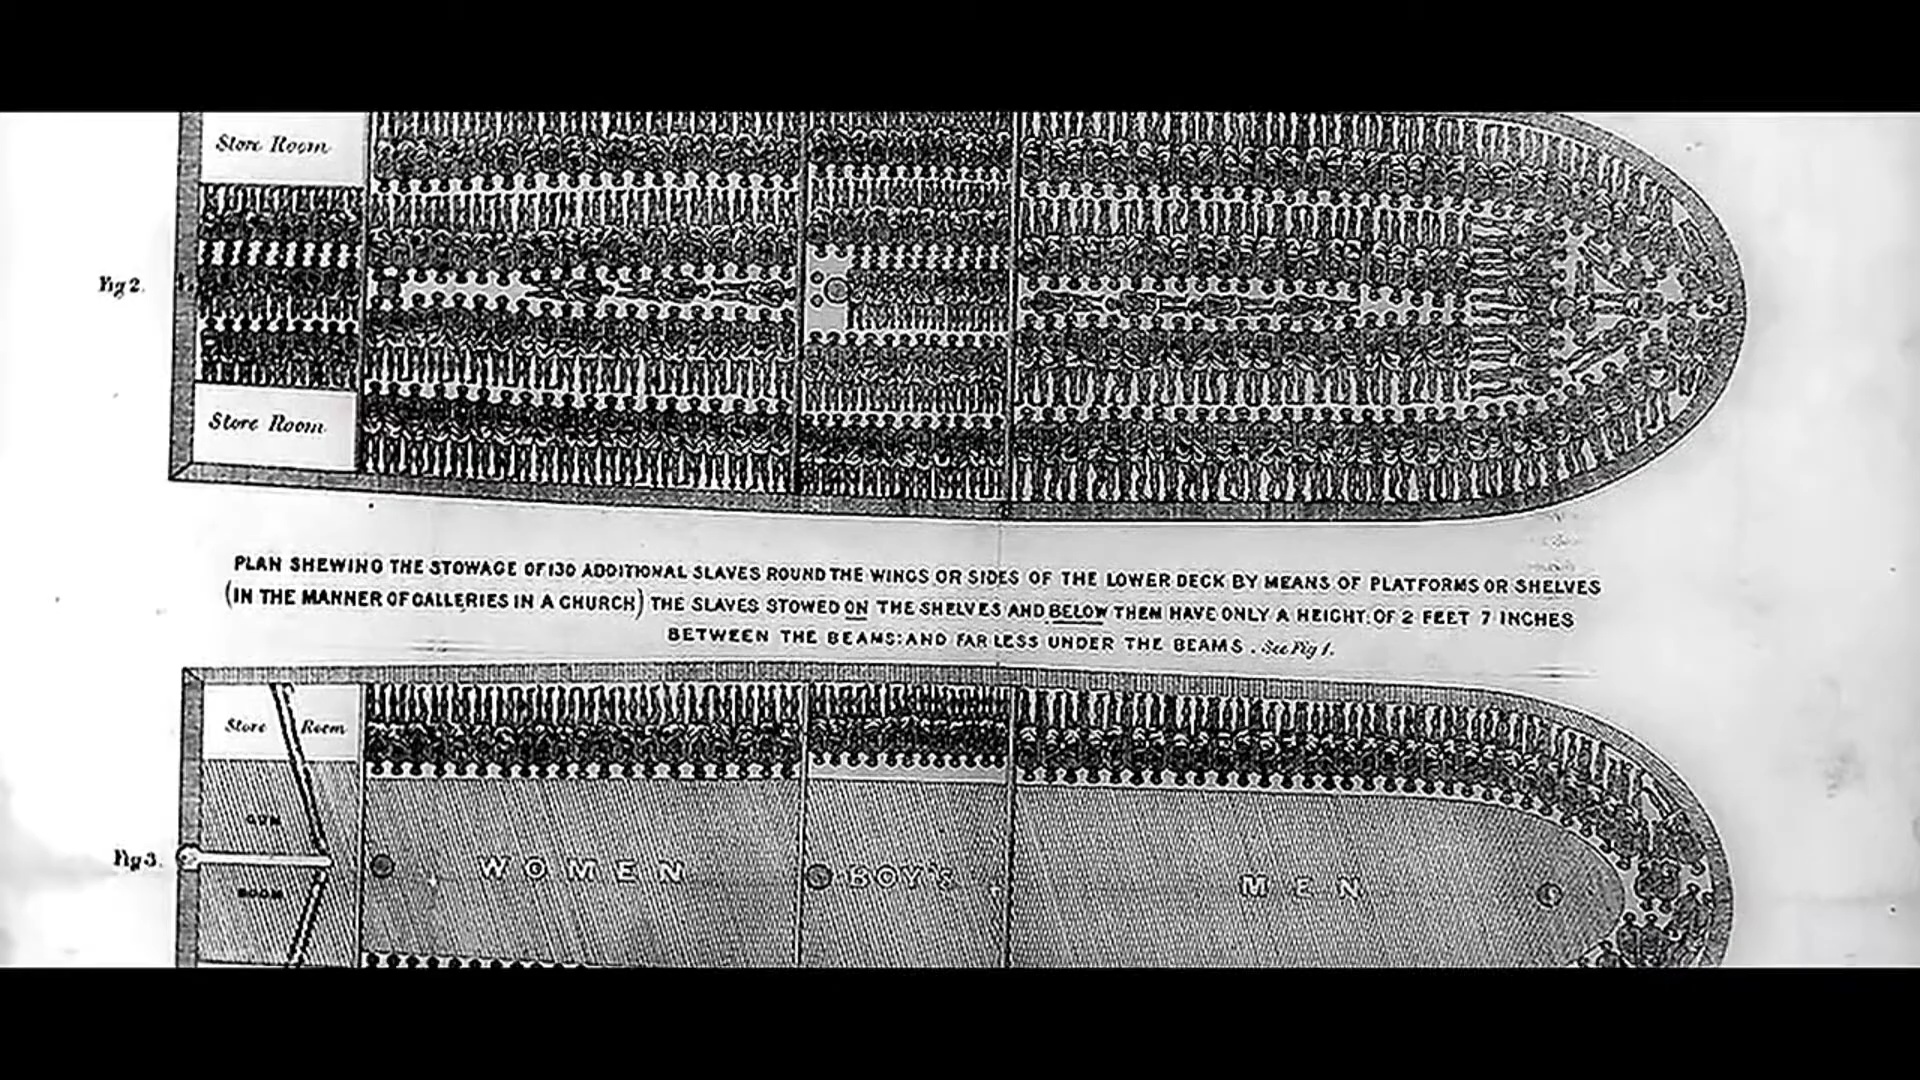 Store Room
Fig 2.
Store Room
PLAN SHEWING THE STOWAGE OF 130 ADDITIONAL SLAVES ROUND THE WINGS OR SIDES OF THE LOWER DECK BY MEANS OF PLATFORMS OR SHELVES
(IN THE MANNER OF GALLERIES IN A CHURCH) THE SLAVES STOWED ON THE SHELVES AND BELOW THEM HAVE ONLY A HEIGHT OF 2 FEET 7 INCHES
BETWEEN THE BEAMS: AND FAR LESS UNDER THE BEAMS. See Fig 1.
Store Room
GUN
Fig 3.
WOMEN
BOY'S
MEN
ROOM